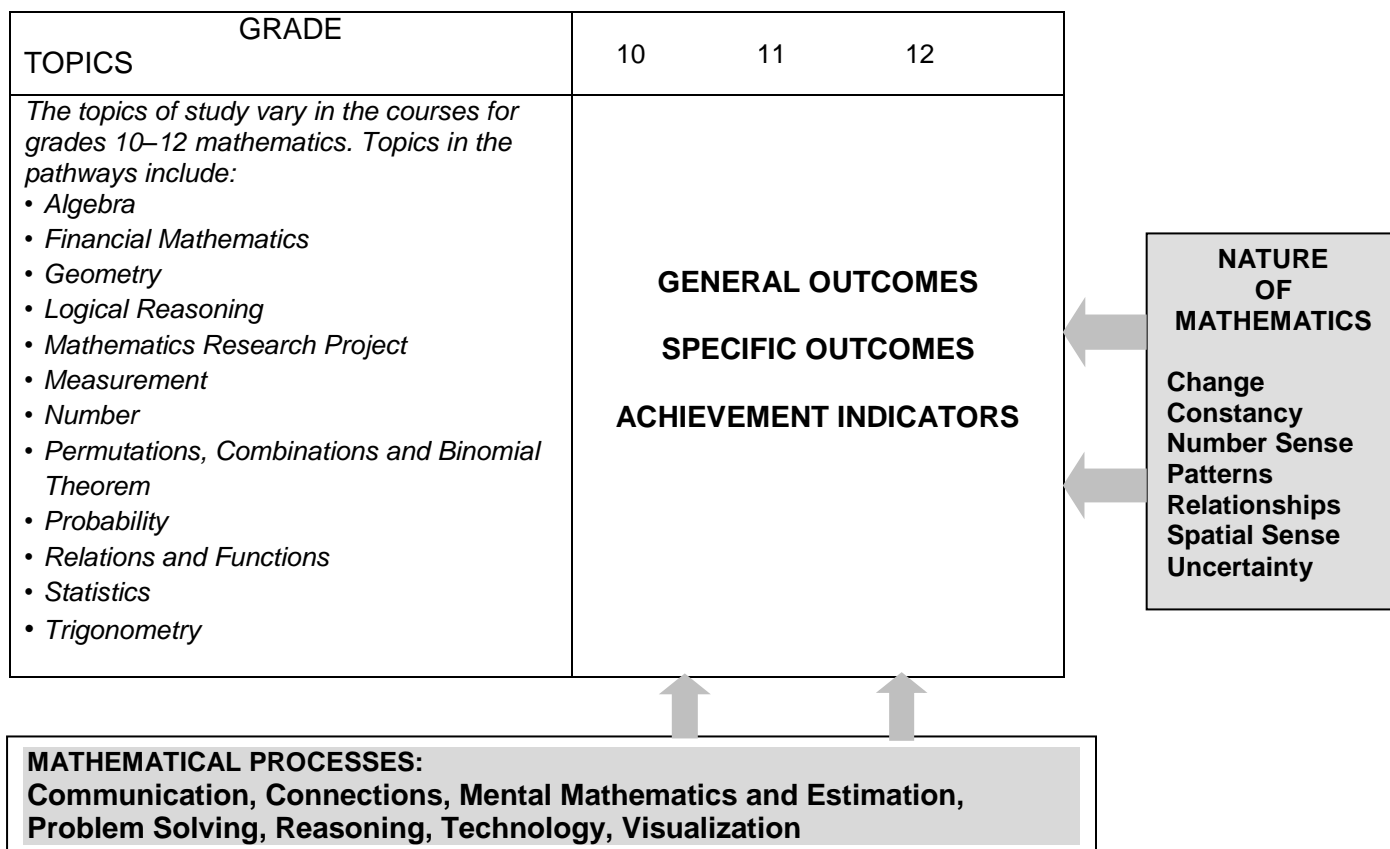 GRADE
TOPICS
10 11 12
The topics of study vary in the courses for
grades 10–12 mathematics. Topics in the
pathways include:
• Algebra
• Financial Mathematics
• Geometry
• Logical Reasoning
• Mathematics Research Project
• Measurement
• Number
• Permutations, Combinations and Binomial
Theorem
• Probability
• Relations and Functions
• Statistics
• Trigonometry
GENERAL OUTCOMES
SPECIFIC OUTCOMES
ACHIEVEMENT INDICATORS
NATURE
OF
MATHEMATICS
Change
Constancy
Number Sense
Patterns
Relationships
Spatial Sense
Uncertainty
MATHEMATICAL PROCESSES:
Communication, Connections, Mental Mathematics and Estimation,
Problem Solving, Reasoning, Technology, Visualization